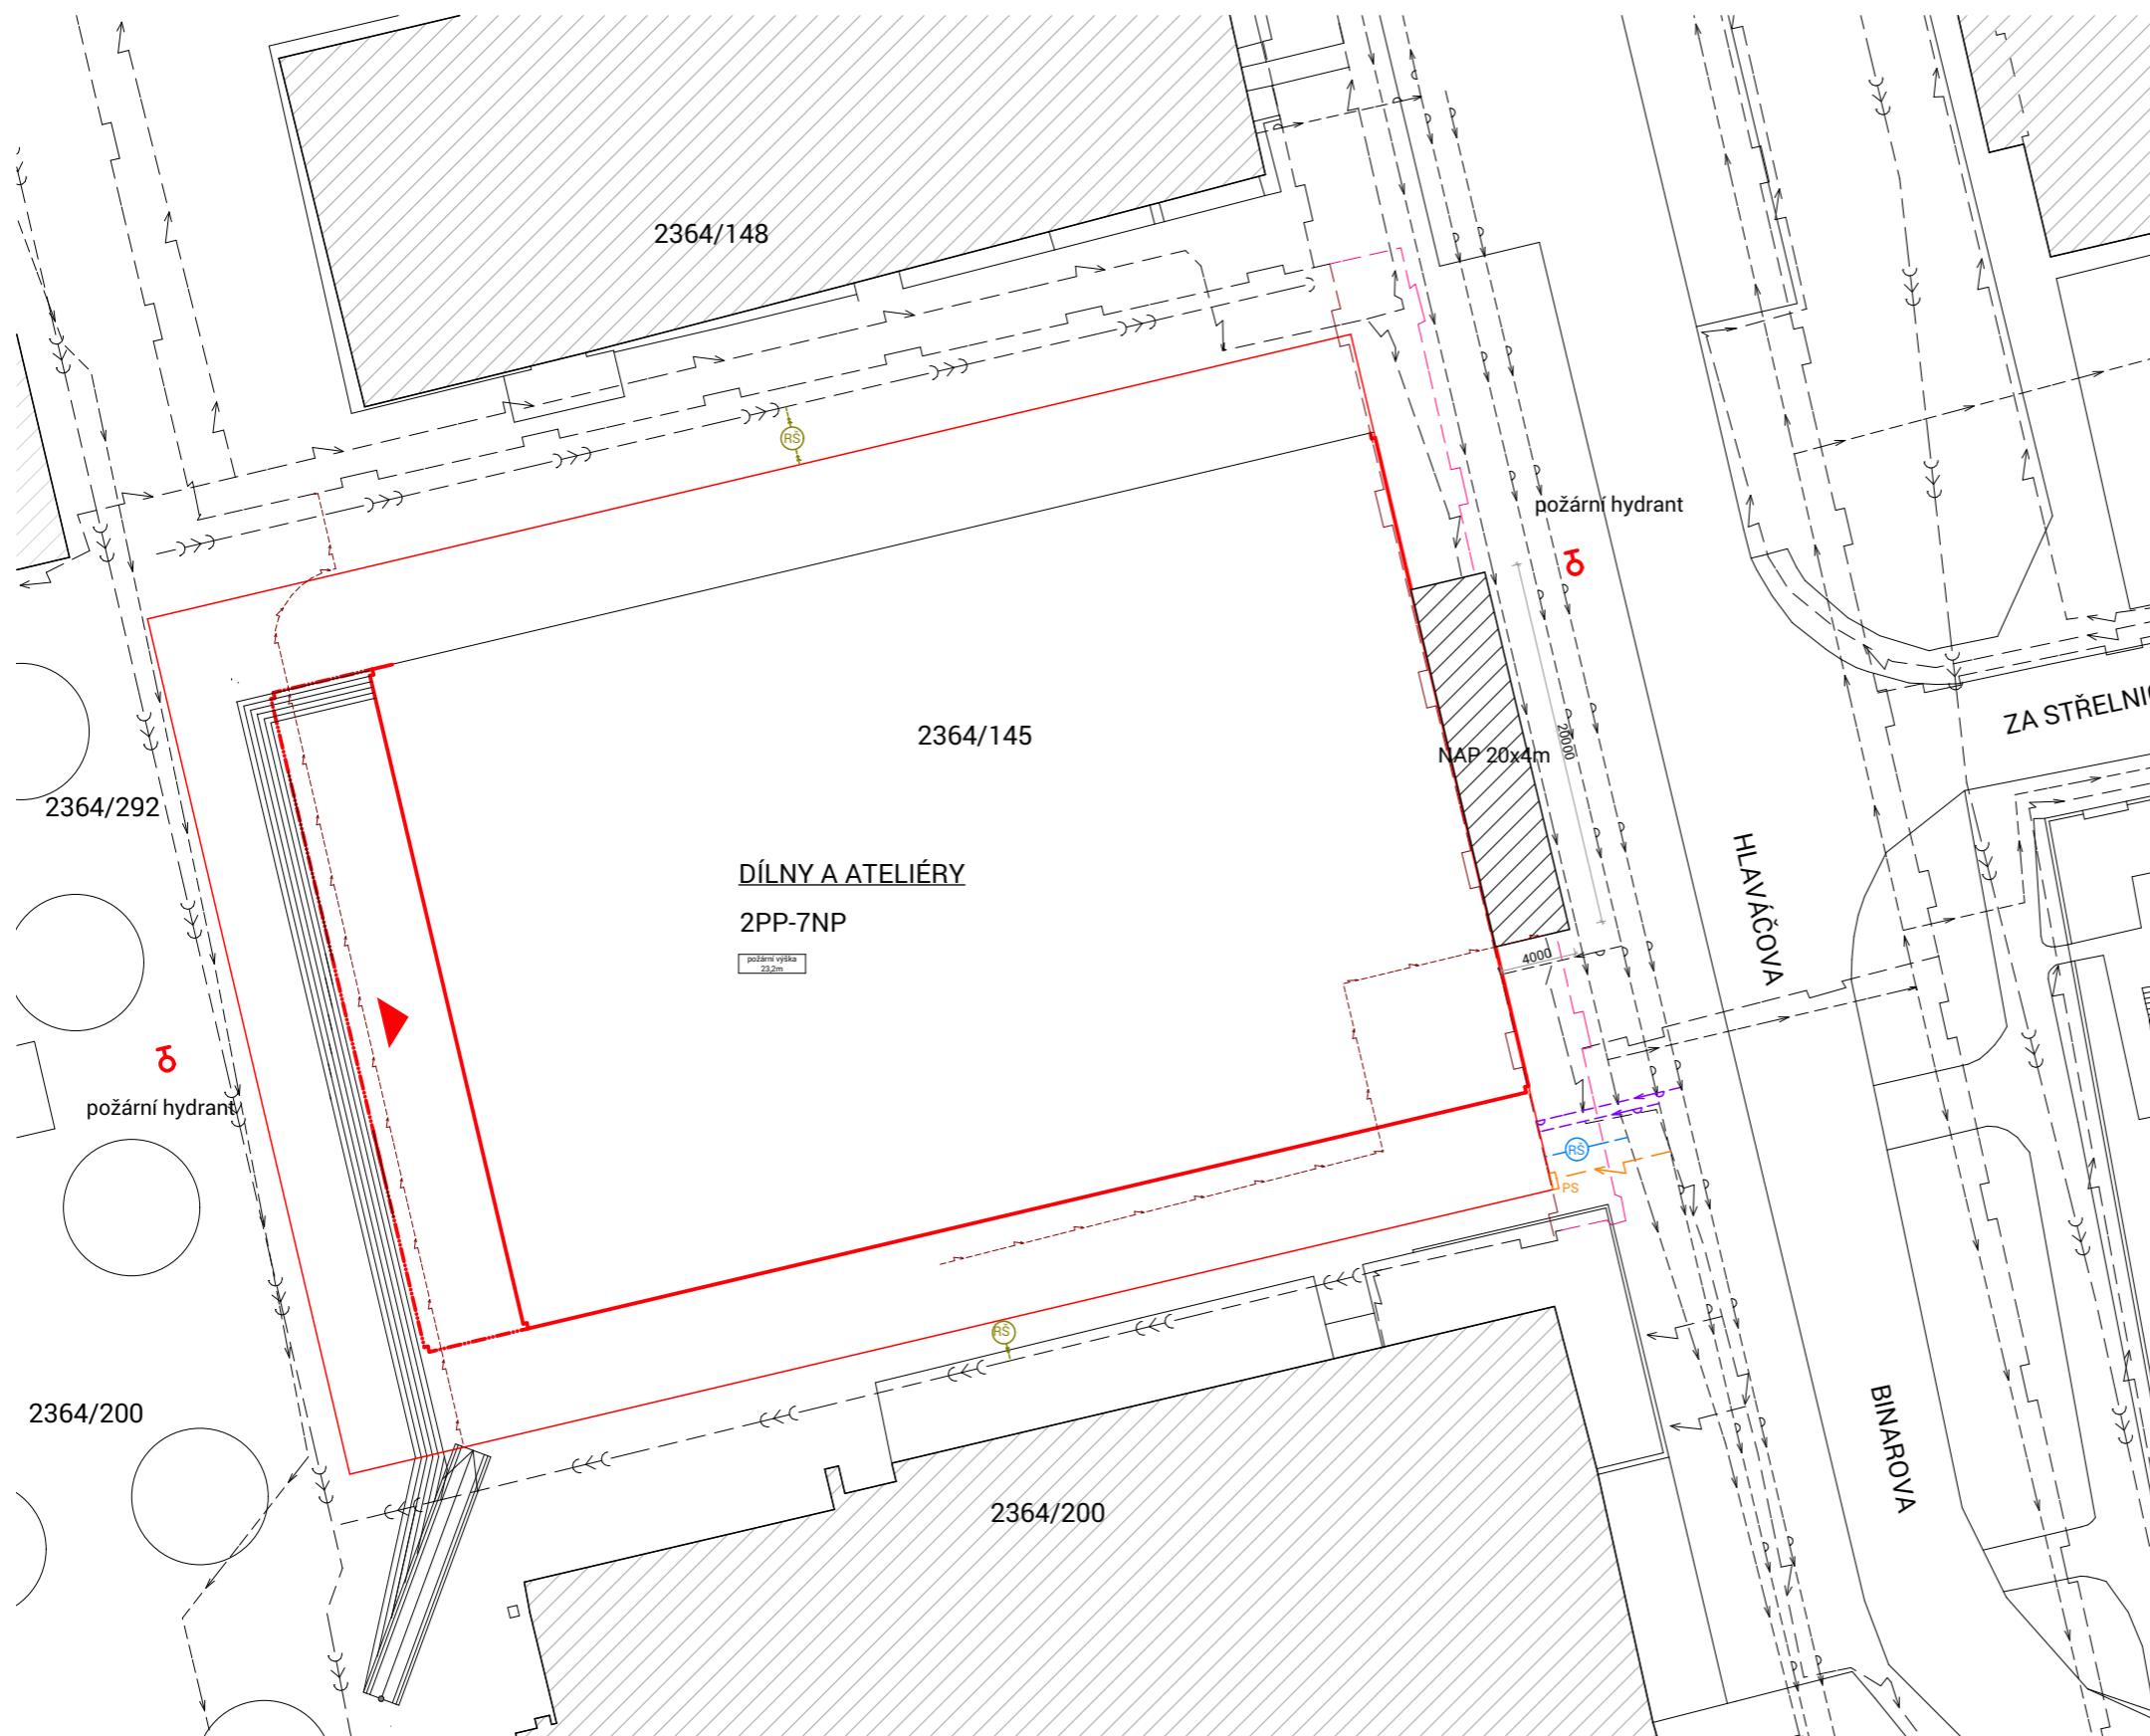 2364/148
RŠ
požární hydrant
2364/145
ZA STŘELNI
NAP 20x4m
20000
2364/292
DÍLNY A ATELIÉRY
2PP-7NP
požární výška
23,2m
HLAVÁČOVA
4000
požární hydrant
RŠ
PS
RŠ
2364/200
BINAROVA
2364/200